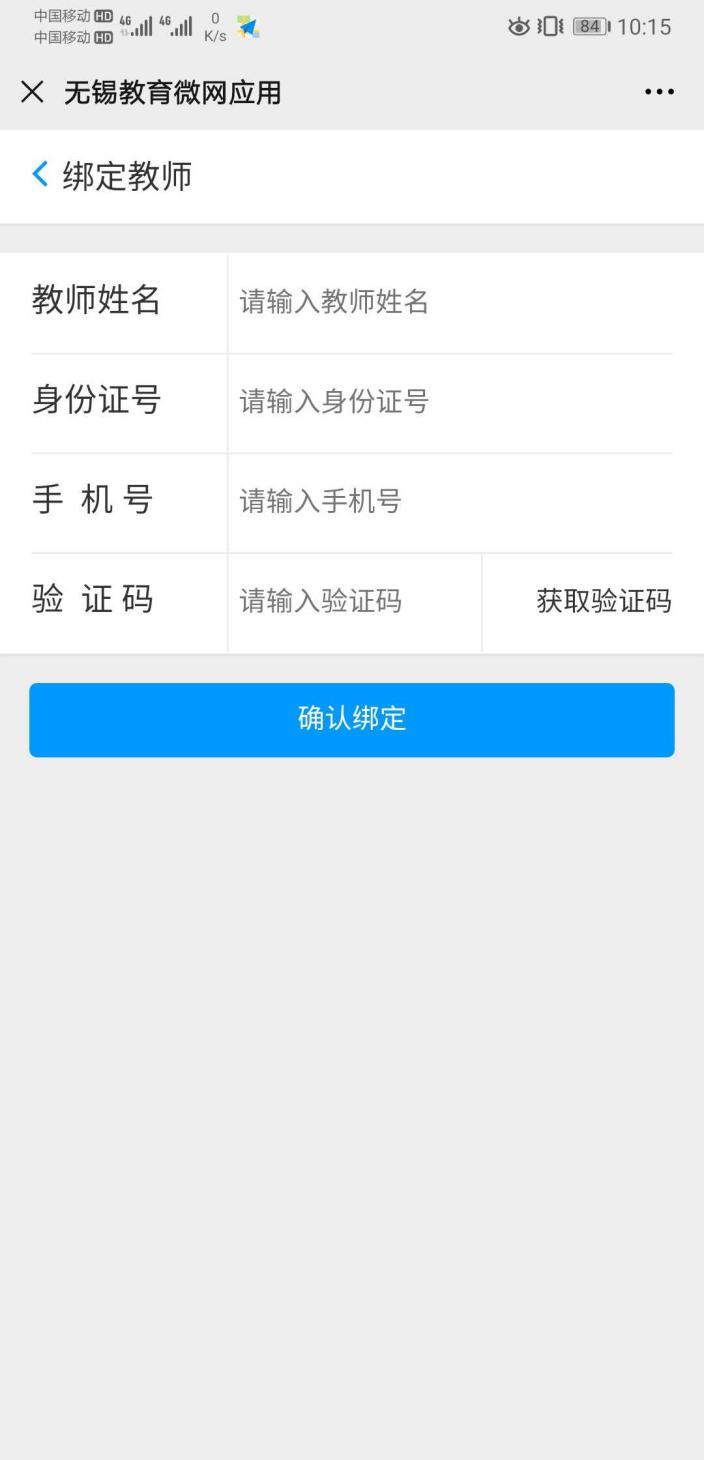 中国移动 HD 4G 4G 0 K/s 84 10:15
中国移动 HD
无锡教育微网应用
绑定教师
教师姓名 请输入教师姓名
身份证号 请输入身份证号
手 机 号 请输入手机号
验 证 码 请输入验证码 获取验证码
确认绑定